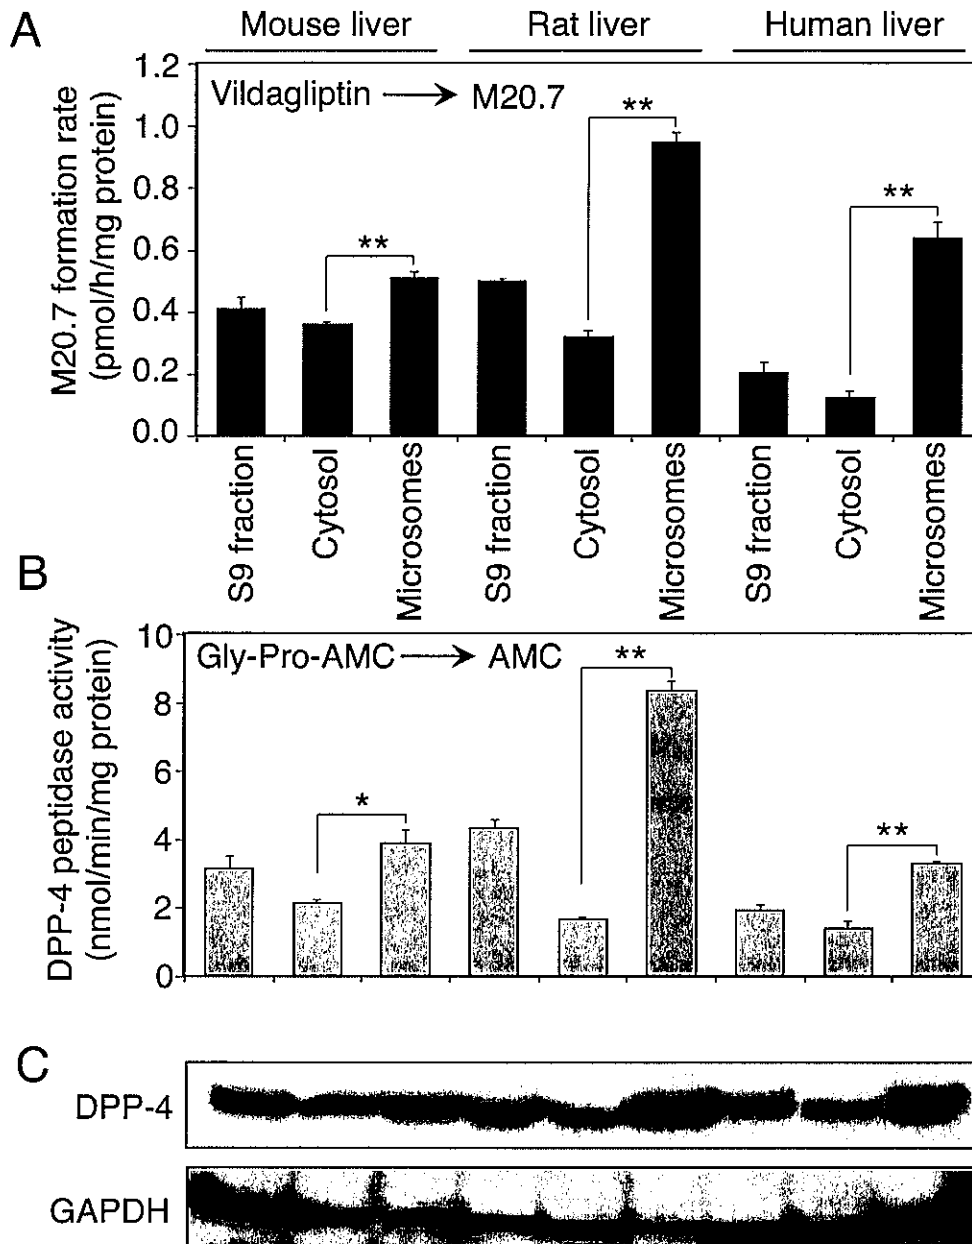 A
Mouse liver Rat liver Human liver
M20.7 formation rate
(pmol/h/mg protein)
1.2
1.0
0.8
0.6
0.4
0.2
0.0
Vildagliptin → M20.7
**
**
**
S9 fraction
Cytosol
Microsomes
S9 fraction
Cytosol
Microsomes
S9 fraction
Cytosol
Microsomes
B
DPP-4 peptidase activity
(nmol/min/mg protein)
10
8
6
4
2
0
Gly-Pro-AMC → AMC
*
**
**
C
DPP-4
GAPDH